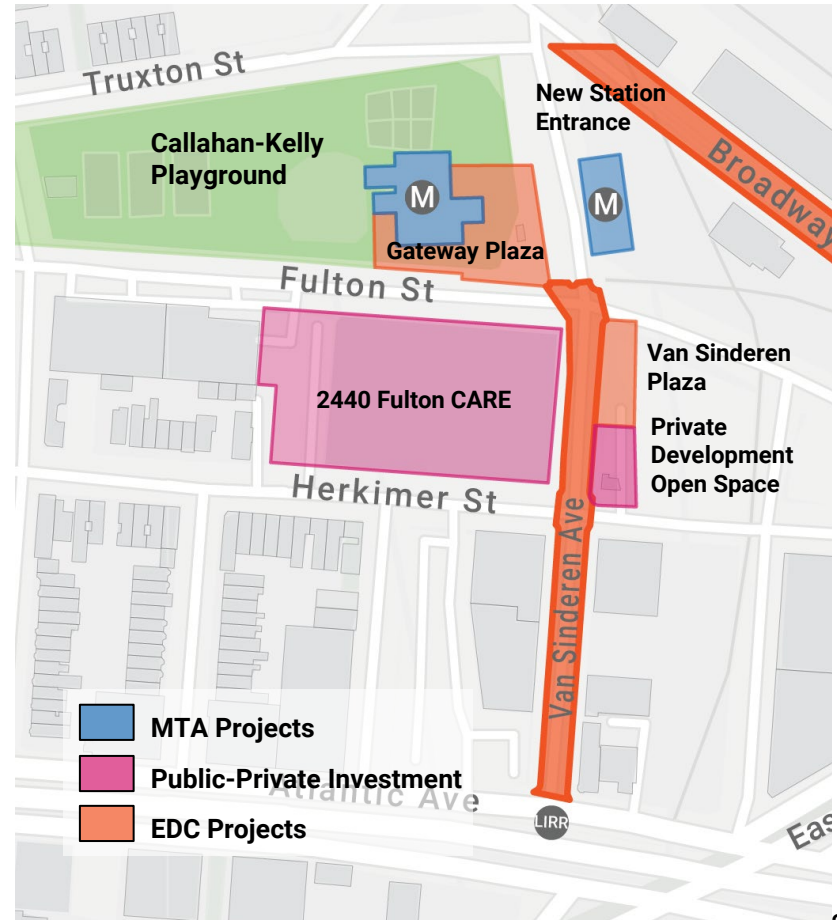 Truxton St
New Station
Entrance
Callahan-Kelly
Playground
Broadway
M
M
Gateway Plaza
Fulton St
Van Sinderen
Plaza
2440 Fulton CARE
Private
Development
Open Space
Herkimer St
Van Sinderen Ave
MTA Projects
Public-Private Investment
Atlantic Ave
EDC Projects
LIRR
Eas